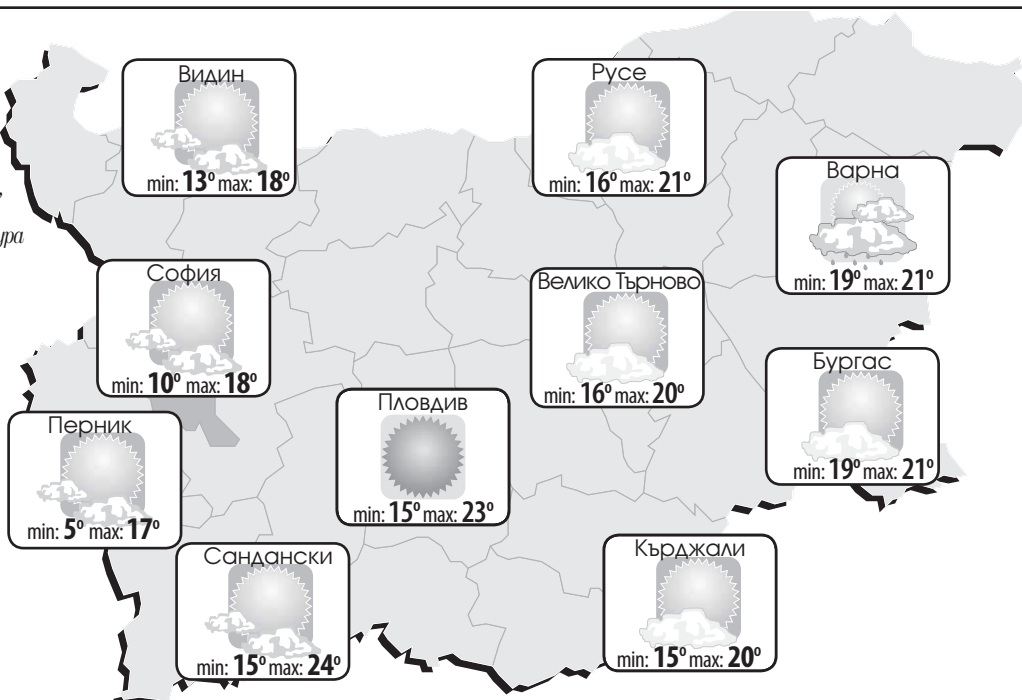 Видин
min: 13° max: 18°
Русе
min: 16° max: 21°
Варна
min: 19° max: 21°
София
min: 10° max: 18°
Велико Търново
min: 16° max: 20°
Бургас
min: 19° max: 21°
Пловдив
min: 15° max: 23°
Перник
min: 5° max: 17°
Сандански
min: 15° max: 24°
Кърджали
min: 15° max: 20°